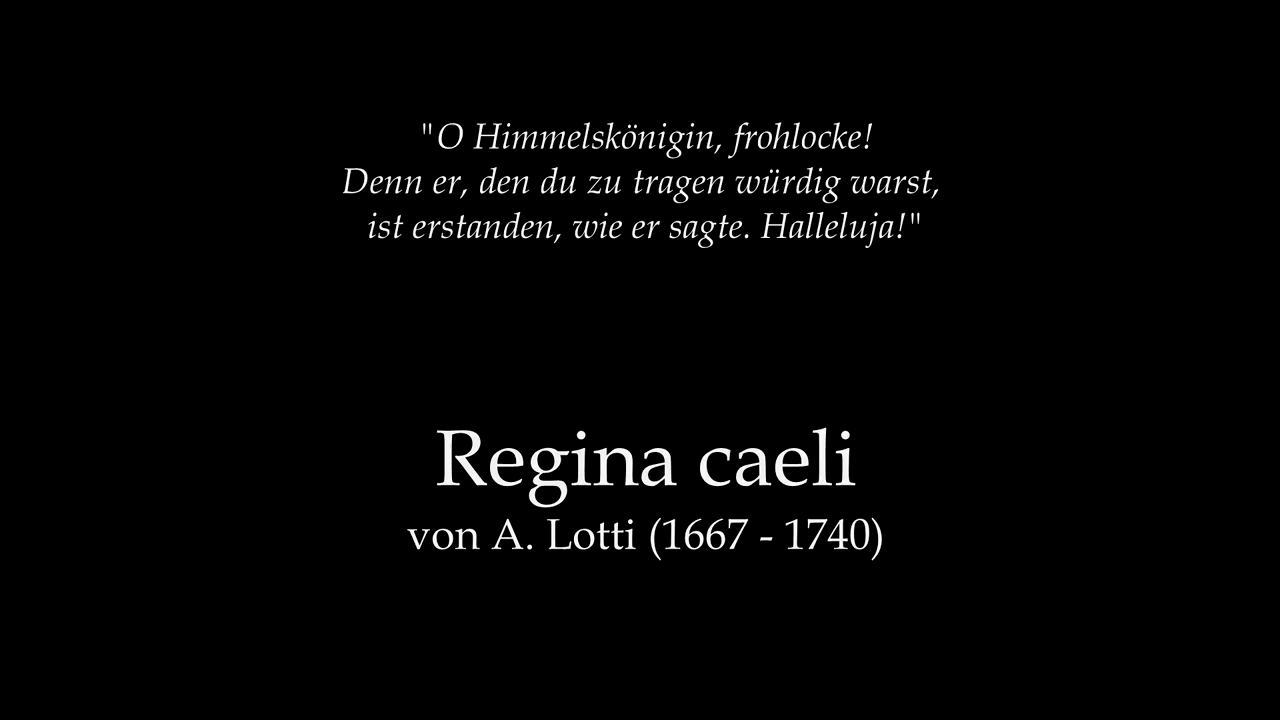 "O Himmelskönigin, frohlocke!
Denn er, den du zu tragen würdig warst,
ist erstanden, wie er sagte. Halleluja!"
Regina caeli
von A. Lotti (1667 - 1740)